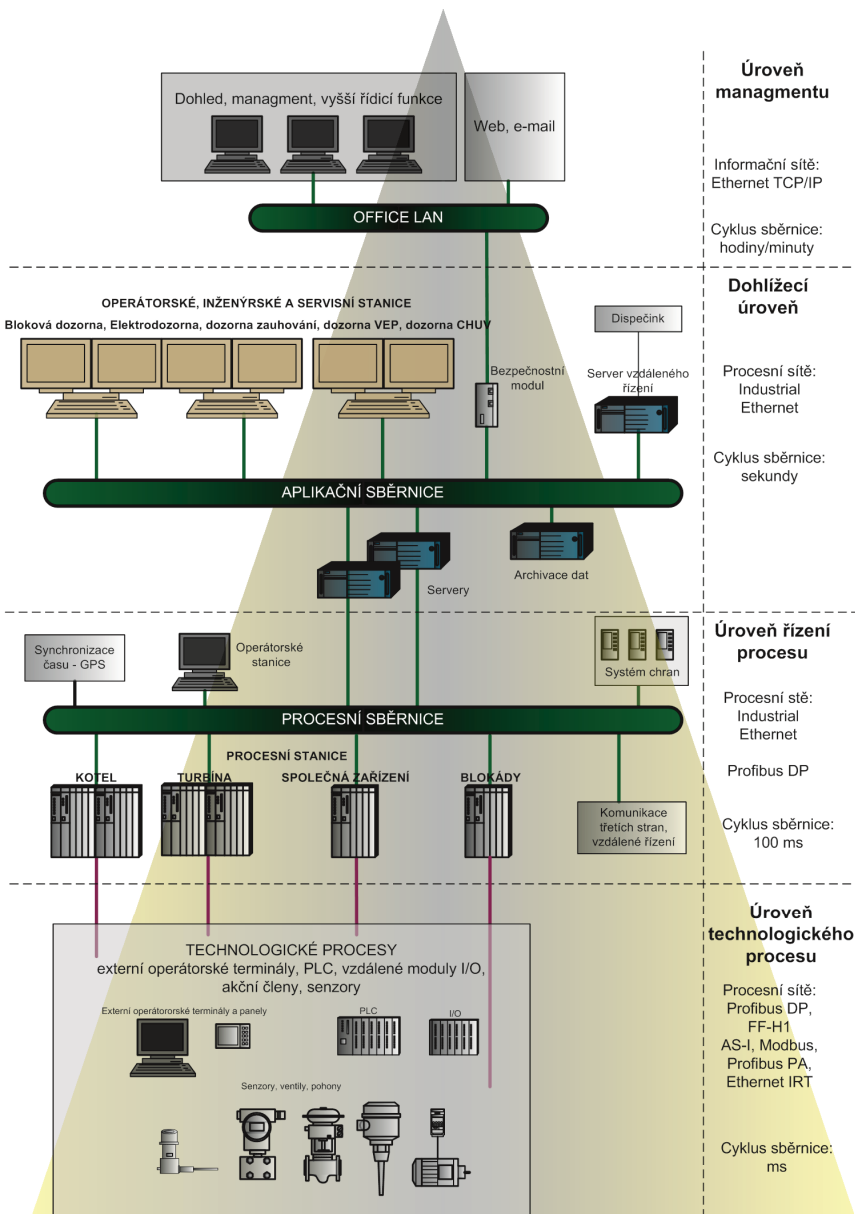 Úroveň
managmentu
Dohled, managment, vyšší řídicí funkce
Web, e-mail
Informační sítě:
Ethernet TCP/IP
OFFICE LAN
Cyklus sběrnice:
hodiny/minuty
Dohlížecí
úroveň
OPERÁTORSKÉ, INŽENÝRSKÉ A SERVISNÍ STANICE
Bloková dozorna, Elektrodozorna, dozorna zauhování, dozorna VEP, dozorna CHUV
Dispečink
Bezpečnostní
modul
Server vzdáleného
řízení
Procesní sítě:
Industrial
Ethernet
Cyklus sběrnice:
sekundy
APLIKAČNÍ SBĚRNICE
Servery
Archivace dat
Úroveň řízení
procesu
Synchronizace
času - GPS
Operátorské
stanice
Systém chran
Procesní stě:
Industrial
Ethernet
PROCESNÍ SBĚRNICE
Profibus DP
PROCESNÍ STANICE
KOTEL
TURBÍNA
SPOLEČNÁ ZAŘÍZENÍ
BLOKÁDY
Komunikace
třetích stran,
vzdálené řízení
Cyklus sběrnice:
100 ms
Úroveň
technologického
procesu
TECHNOLOGICKÉ PROCESY
externí operátorské terminály, PLC, vzdálené moduly I/O,
akční členy, senzory
Externí operátororské terminály a panely
PLC
I/O
Procesní sítě:
Profibus DP,
FF-H1
AS-I, Modbus,
Profibus PA,
Ethernet IRT
Senzory, ventily, pohony
Cyklus sběrnice:
ms